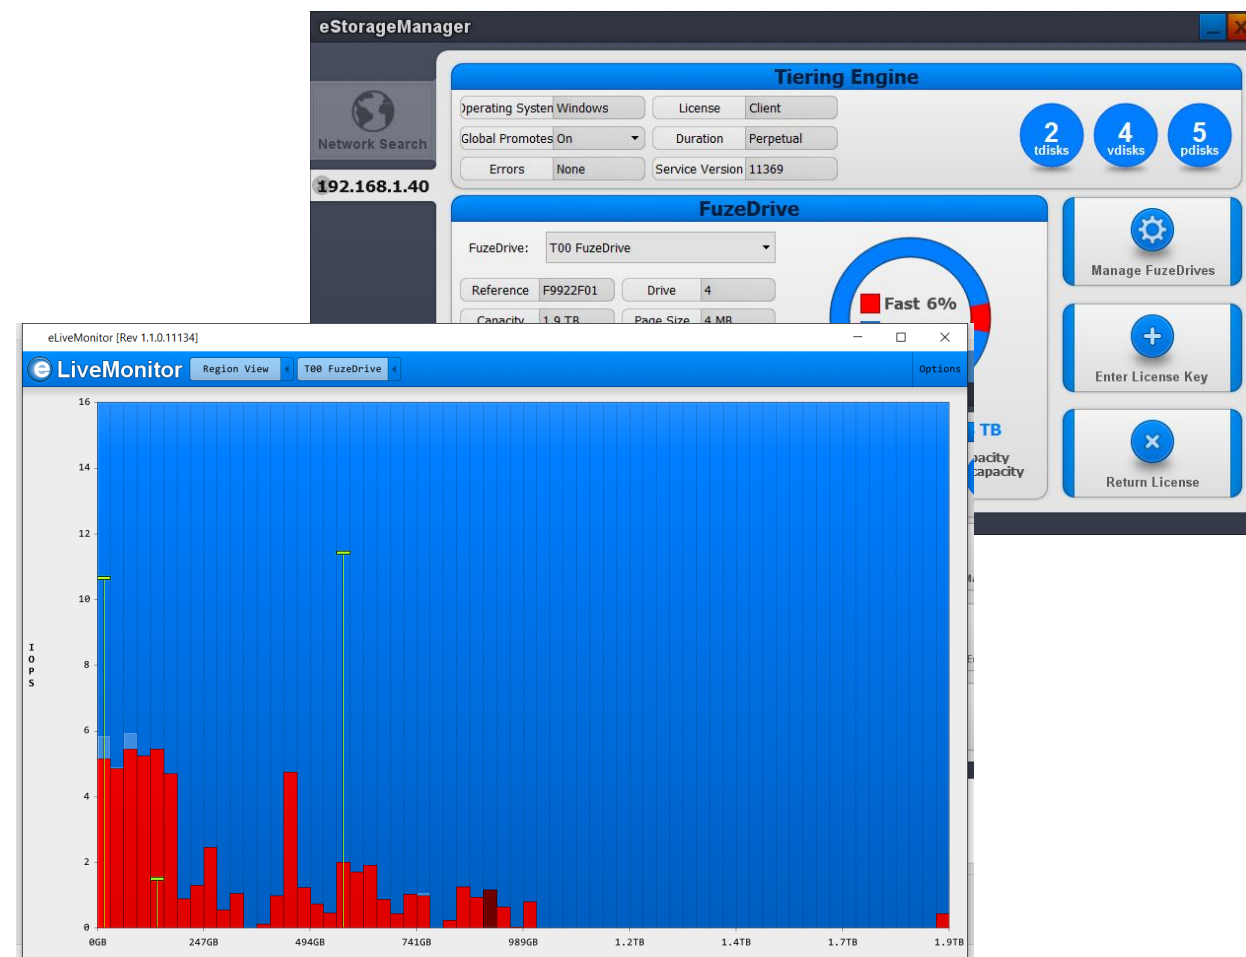 eStorageManager
Network Search
192.168.1.40
Tiering Engine
Operating System Windows License Client
Global Promotes On Duration Perpetual
Errors None Service Version 11369
2 tdisks
4 vdisks
5 pdisks
FuzeDrive
FuzeDrive: T00 FuzeDrive
Reference F9922F01 Drive 4
Capacity 1.9 TB Page Size 4 MB
Fast 6%
TB
pacity
capacity
Manage FuzeDrives
Enter License Key
Return License
eLiveMonitor [Rev 1.1.0.11134]
e LiveMonitor Region View T00 FuzeDrive Options
IOPS
16
14
12
10
8
6
4
2
0
0GB 247GB 494GB 741GB 989GB 1.2TB 1.4TB 1.7TB 1.9TB